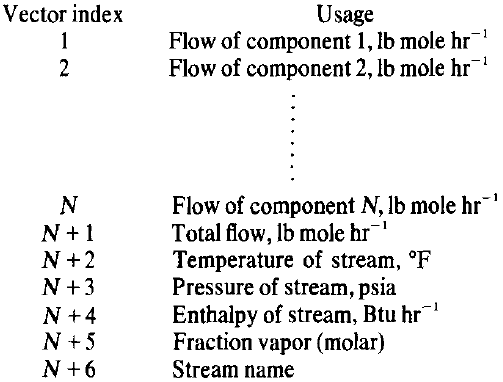 Vector index Usage
1 Flow of component 1, lb mole hr⁻¹
2 Flow of component 2, lb mole hr⁻¹
N Flow of component N, lb mole hr⁻¹
N + 1 Total flow, lb mole hr⁻¹
N + 2 Temperature of stream, °F
N + 3 Pressure of stream, psia
N + 4 Enthalpy of stream, Btu hr⁻¹
N + 5 Fraction vapor (molar)
N + 6 Stream name